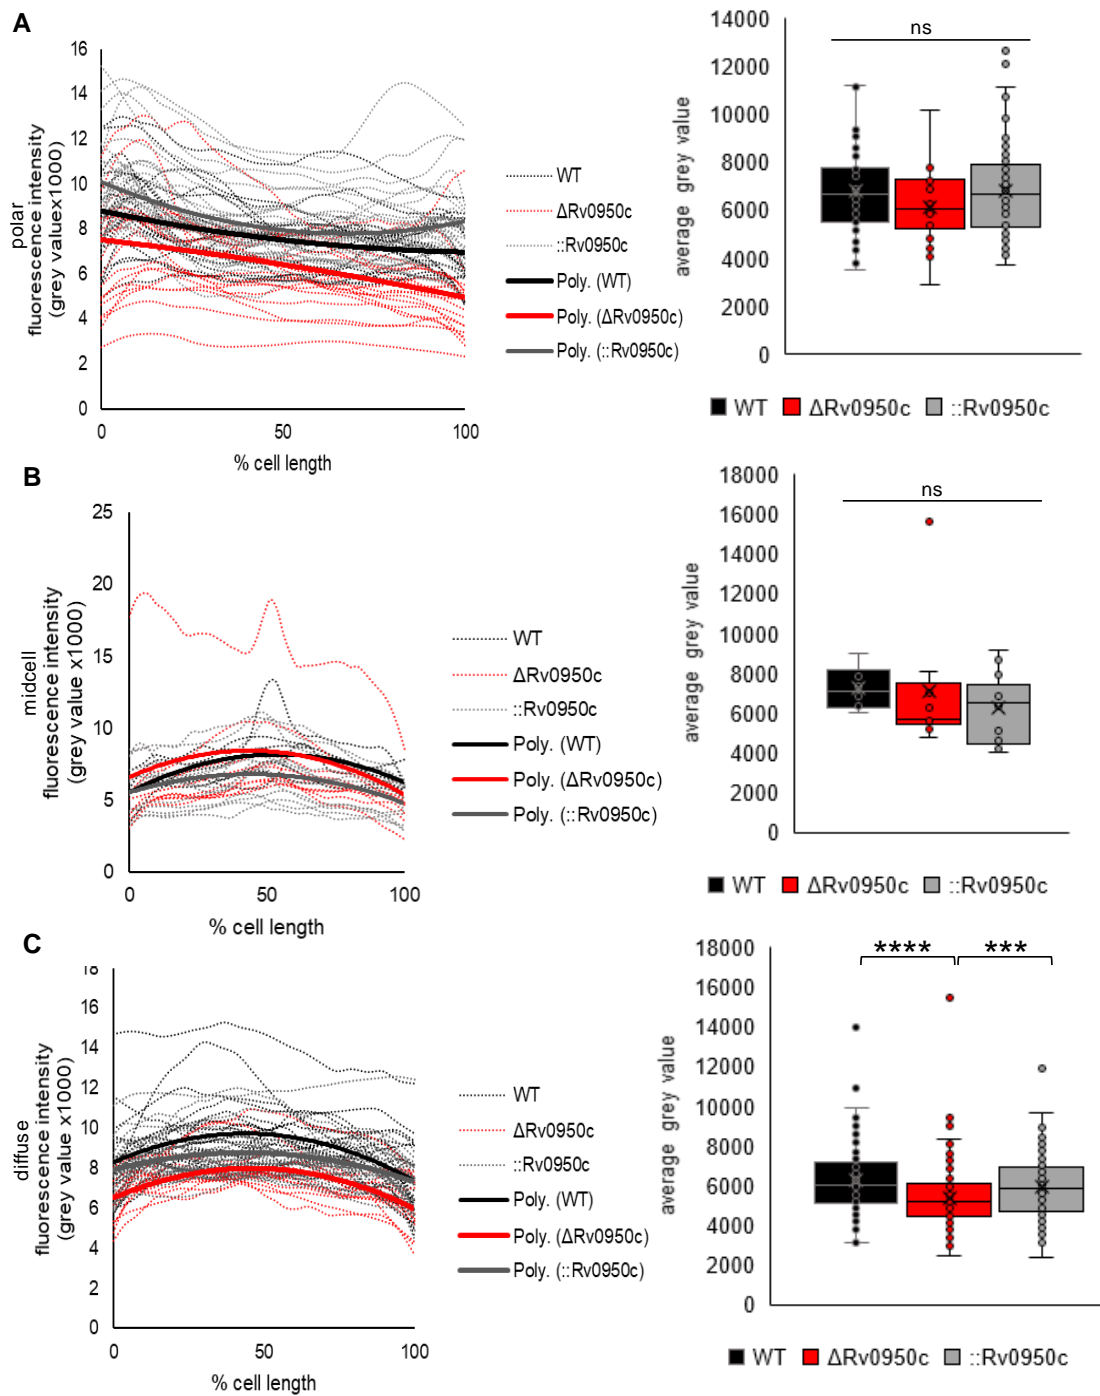 A
polar
fluorescence intensity
(grey valuex1000)
16
14
12
10
8
6
4
2
0
0
50
100
% cell length
WT
ΔRv0950c
::Rv0950c
Poly. (WT)
Poly. (ΔRv0950c)
Poly. (::Rv0950c)
average grey value
14000
12000
10000
8000
6000
4000
2000
0
ns
WT ΔRv0950c ::Rv0950c
B
midcell
fluorescence intensity
(grey value x1000)
25
20
15
10
5
0
0
50
100
% cell length
WT
ΔRv0950c
::Rv0950c
Poly. (WT)
Poly. (ΔRv0950c)
Poly. (::Rv0950c)
average grey value
18000
16000
14000
12000
10000
8000
6000
4000
2000
0
ns
WT ΔRv0950c ::Rv0950c
C
diffuse
fluorescence intensity
(grey value x1000)
18
16
14
12
10
8
6
4
2
0
0
50
100
% cell length
WT
ΔRv0950c
::Rv0950c
Poly. (WT)
Poly. (ΔRv0950c)
Poly. (::Rv0950c)
average grey value
18000
16000
14000
12000
10000
8000
6000
4000
2000
0
**** ***
WT ΔRv0950c ::Rv0950c